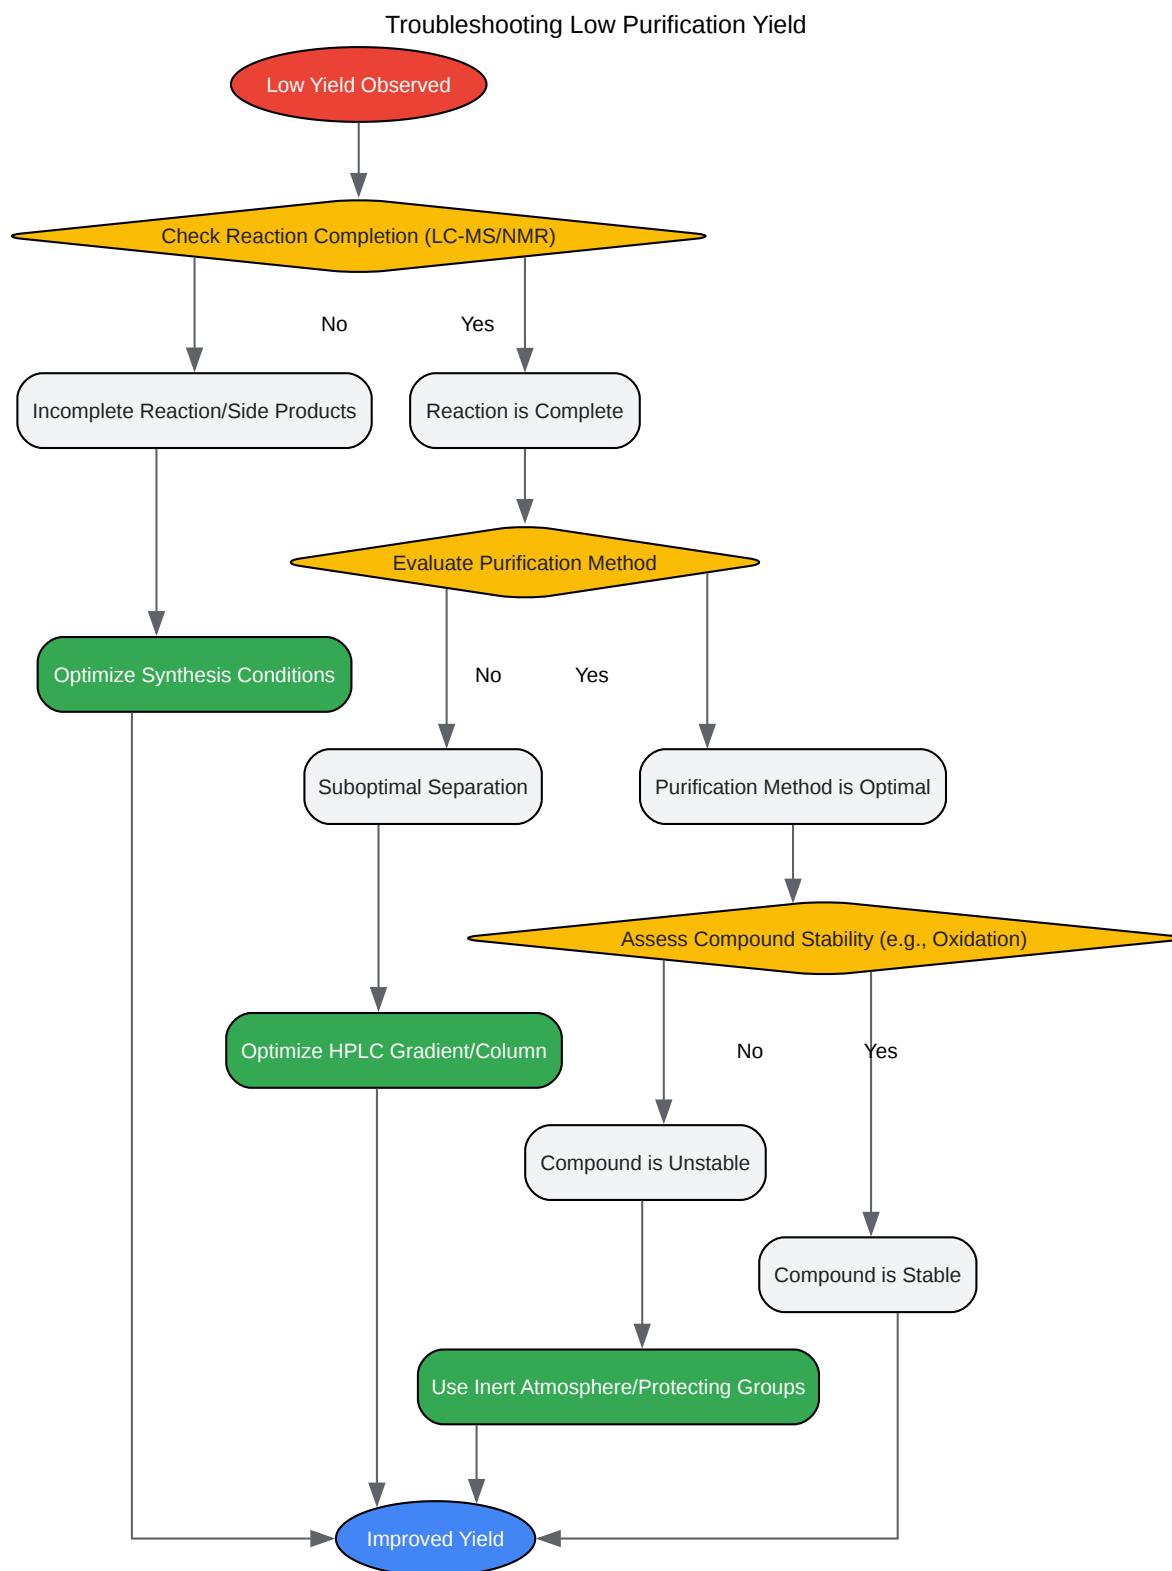 Troubleshooting Low Purification Yield
Low Yield Observed
Check Reaction Completion (LC-MS/NMR)
No
Yes
Incomplete Reaction/Side Products
Reaction is Complete
Evaluate Purification Method
Optimize Synthesis Conditions
No
Yes
Suboptimal Separation
Purification Method is Optimal
Assess Compound Stability (e.g., Oxidation)
Optimize HPLC Gradient/Column
No
Yes
Compound is Unstable
Compound is Stable
Use Inert Atmosphere/Protecting Groups
Improved Yield